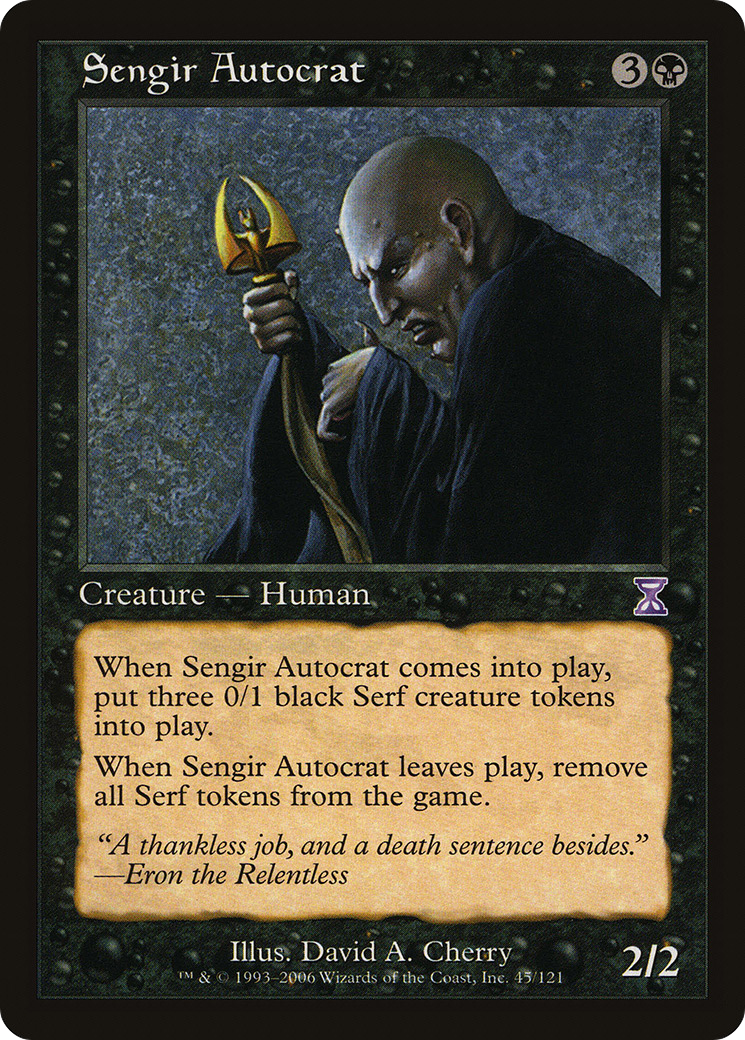 Sengir Autocrat 3
Creature — Human
When Sengir Autocrat comes into play,
put three 0/1 black Serf creature tokens
into play.
When Sengir Autocrat leaves play, remove
all Serf tokens from the game.
“A thankless job, and a death sentence besides.”
—Eron the Relentless
Illus. David A. Cherry
™ & © 1993–2006 Wizards of the Coast, Inc. 45/121
2/2